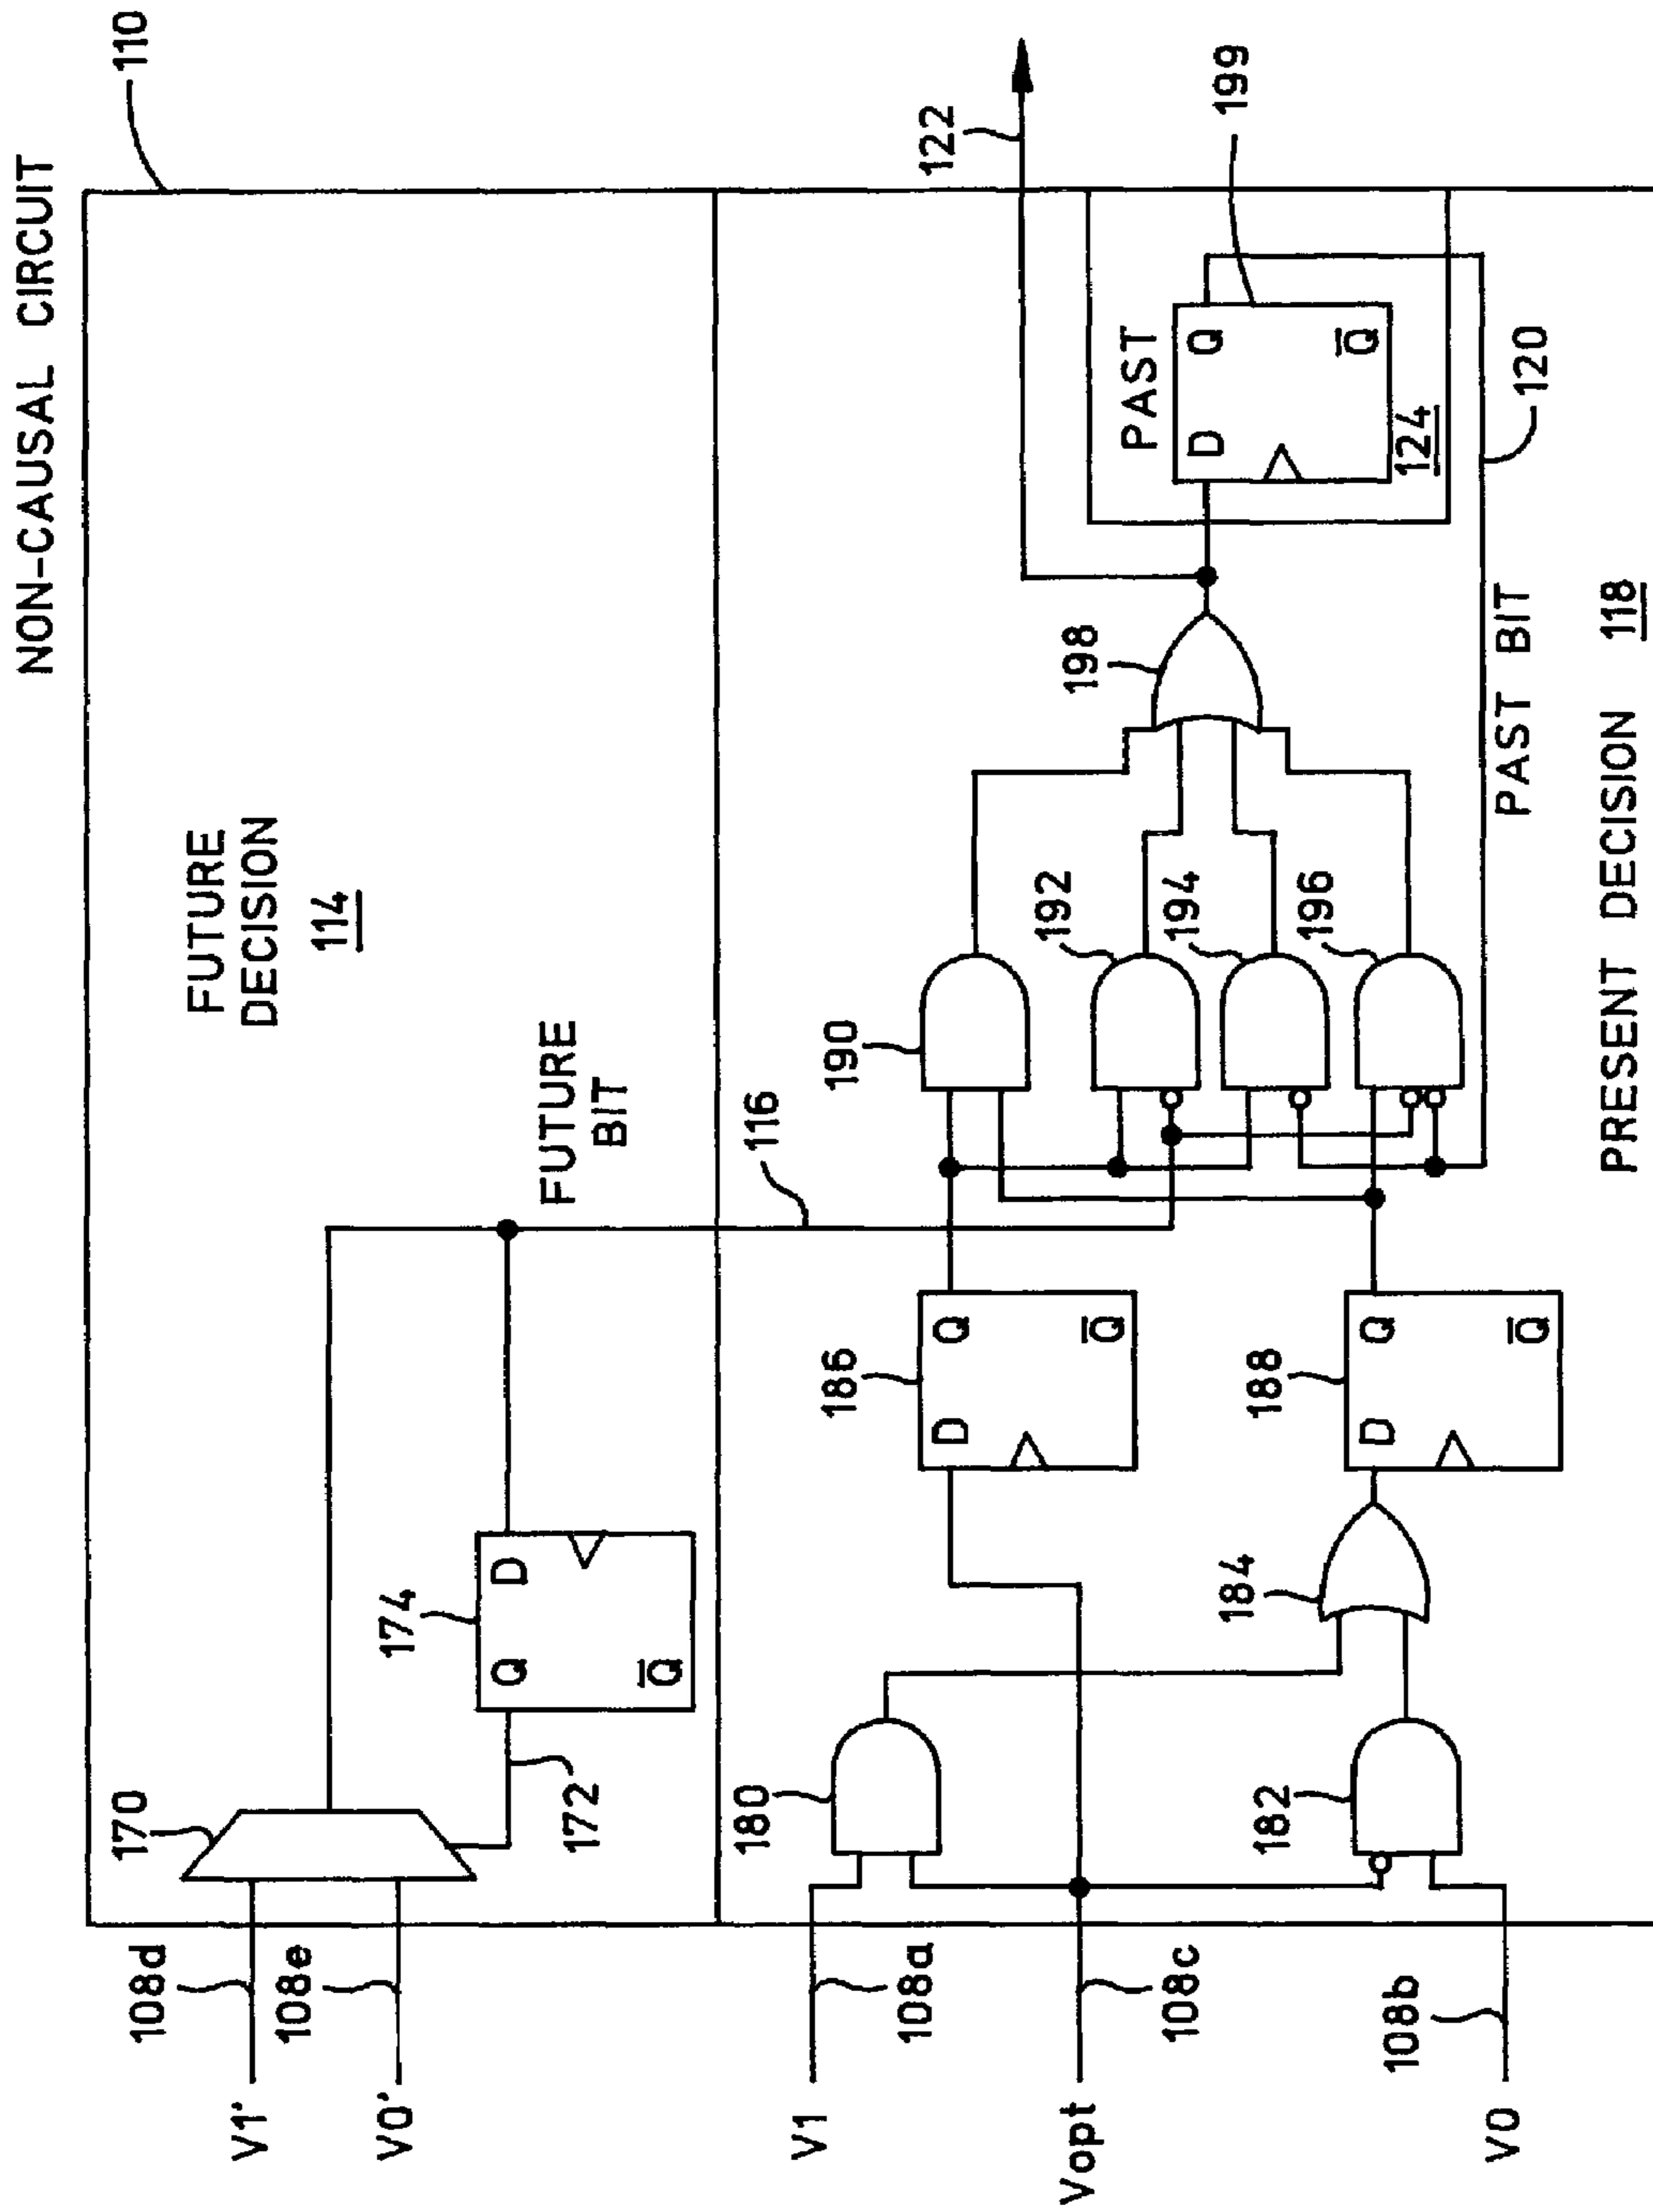 NON-CAUSAL CIRCUIT
110
FUTURE
DECISION
114
108d
V1'
108e
V0'
170
172
174
Q
D
Q̅
FUTURE
BIT
116
V1
108a
Vopt
108c
V0
108b
180
182
184
186
D
Q
Q̅
188
D
Q
Q̅
190
192
194
196
198
122
PAST
D
Q
Q̅
124
199
120
PAST BIT
PRESENT DECISION 118